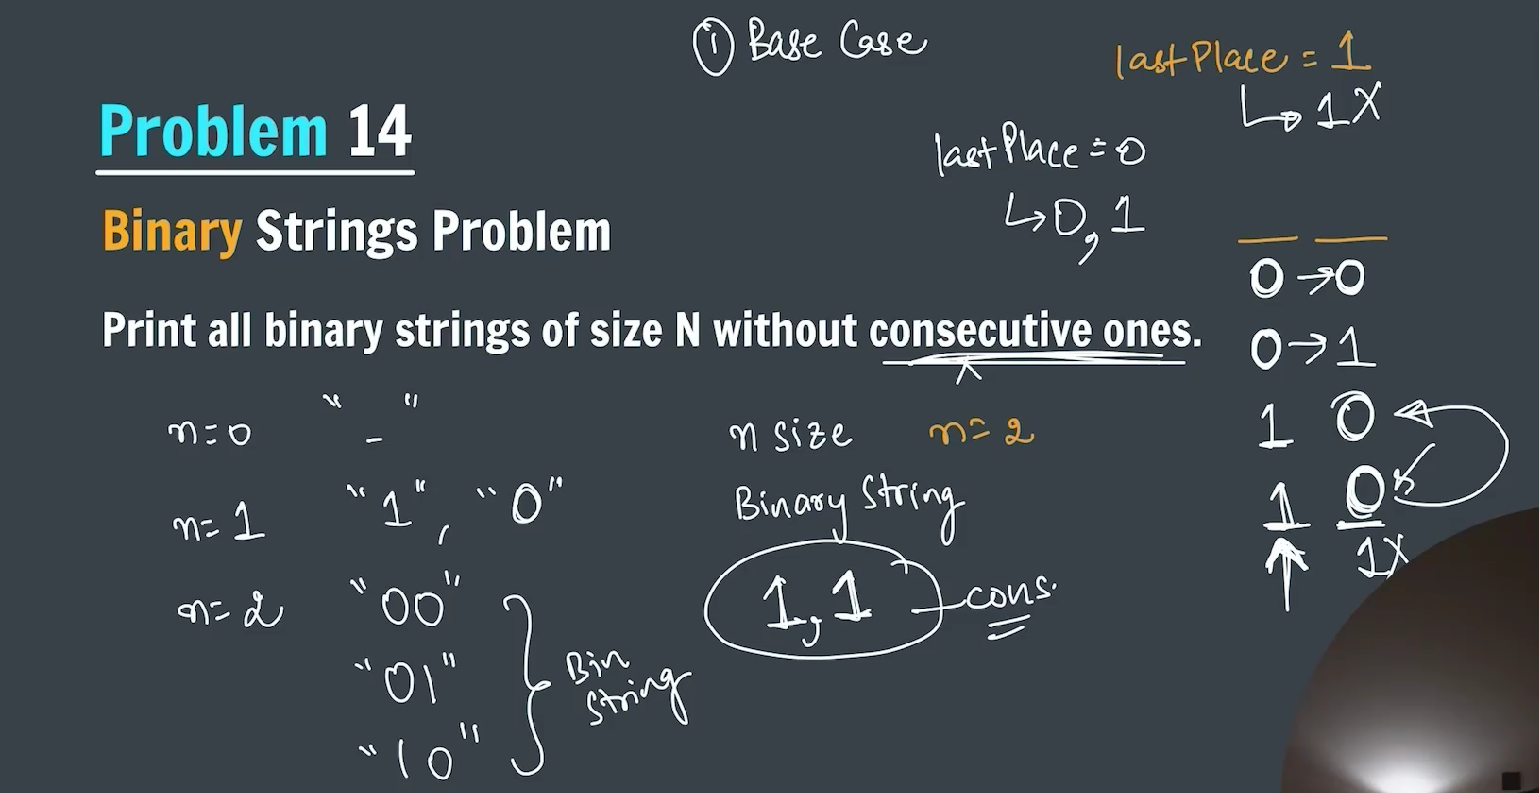 ① Base Case
lastPlace = 1
↳ 1 X
Problem 14
lastPlace = 0
↳ 0, 1
Binary Strings Problem
Print all binary strings of size N without consecutive ones.
0 → 0
0 → 1
1 0
1 0
1 X
n = 0 " _ "
n = 1 "1", "0"
n = 2 "00"
"01"
"10"
Bin
String
n size n = 2
Binary String
1, 1 cons.